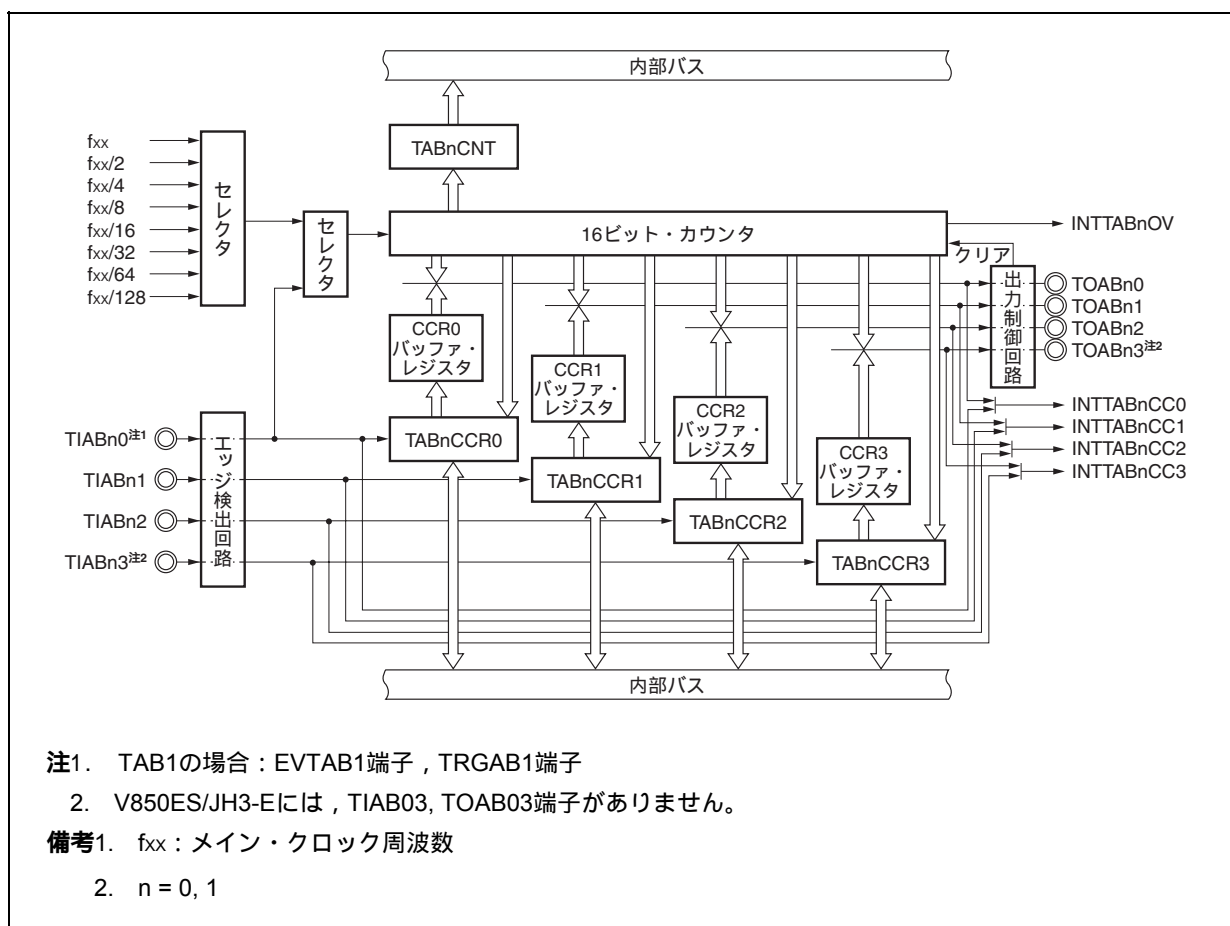 内部バス
TABnCNT
fxx
fxx/2
fxx/4
fxx/8
fxx/16
fxx/32
fxx/64
fxx/128
セレクタ
セレクタ
16ビット・カウンタ
INTTABnOV
クリア
出力制御回路
TOABn0
TOABn1
TOABn2
TOABn3注2
CCR0
バッファ・
レジスタ
CCR1
バッファ・
レジスタ
CCR2
バッファ・
レジスタ
CCR3
バッファ・
レジスタ
INTTABnCC0
INTTABnCC1
INTTABnCC2
INTTABnCC3
TIABn0注1
TIABn1
TIABn2
TIABn3注2
エッジ検出回路
TABnCCR0
TABnCCR1
TABnCCR2
TABnCCR3
内部バス
注1. TAB1の場合:EVTAB1端子,TRGAB1端子
2. V850ES/JH3-Eには,TIAB03, TOAB03端子がありません。
備考1. fxx:メイン・クロック周波数
2. n = 0, 1